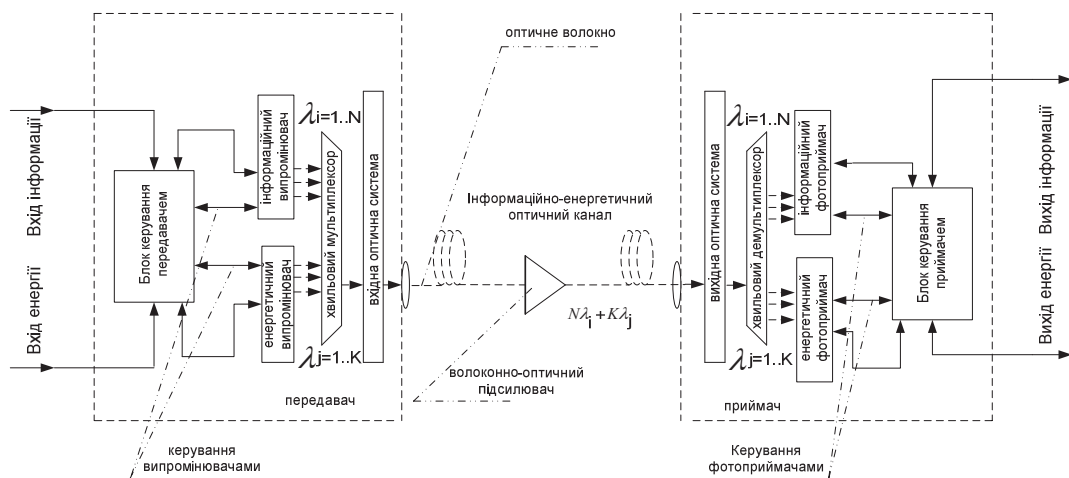 оптичне волокно
Вхід інформації
Вхід енергії
Блок керування
передавачем
інформаційний
випромінювач
енергетичний
випромінювач
λi=1..N
λj=1..K
хвильовий мультиплексор
вхідна оптична система
передавач
керування
випромінювачами
Інформаційно-енергетичний
оптичний канал
Nλi + Kλj
волоконно-оптичний
підсилювач
вихідна оптична система
хвильовий демультиплексор
λi=1..N
λj=1..K
інформаційний
фотоприймач
енергетичний
фотоприймач
Блок керування
приймачем
приймач
Керування
фотоприймачами
Вихід інформації
Вихід енергії